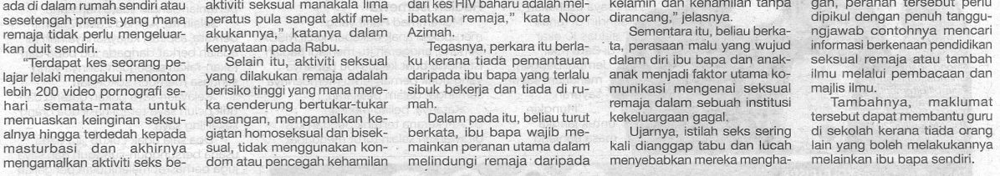 ada di dalam rumah sendiri atau
sesetengah premis yang mana
remaja tidak perlu mengeluar-
kan duit sendiri.
"Terdapat kes seorang pe-
lajar lelaki mengakui menonton
lebih 200 video pornografi se-
hari semata-mata untuk
memuaskan keinginan seksu-
alnya hingga terdedah kepada
masturbasi dan akhirnya
mengamalkan aktiviti seks be-
aktiviti seksual manakala lima
peratus pula sangat aktif mel-
akukannya," katanya dalam
kenyataan pada Rabu.
Selain itu, aktiviti seksual
yang dilakukan remaja adalah
berisiko tinggi yang mana mere-
ka cenderung bertukar-tukar
pasangan, mengamalkan ke-
giatan homoseksual dan bisek-
sual, tidak menggunakan kon-
dom atau pencegah kehamilan
dari kes HIV baharu adalah mel-
ibatkan remaja," kata Noor
Azimah.
Tegasnya, perkara itu berla-
ku kerana tiada pemantauan
daripada ibu bapa yang terlalu
sibuk bekerja dan tiada di ru-
mah.
Dalam pada itu, beliau turut
berkata, ibu bapa wajib me-
mainkan peranan utama dalam
melindungi remaja daripada
kelamin dan kehamilan tanpa
dirancang," jelasnya.
Sementara itu, beliau berka-
ta, perasaan malu yang wujud
dalam diri ibu bapa dan anak-
anak menjadi faktor utama ko-
munikasi mengenai seksual
remaja dalam sebuah institusi
kekeluargaan gagal.
Ujarnya, istilah seks sering
kali dianggap tabu dan lucah
menyebabkan mereka mengha-
gan, peranan tersebut perlu
dipikul dengan penuh tanggu-
ngjawab contohnya mencari
informasi berkenaan pendidikan
seksual remaja atau tambah
ilmu melalui pembacaan dan
majlis ilmu.
Tambahnya, maklumat
tersebut dapat membantu guru
di sekolah kerana tiada orang
lain yang boleh melakukannya
melainkan ibu bapa sendiri.